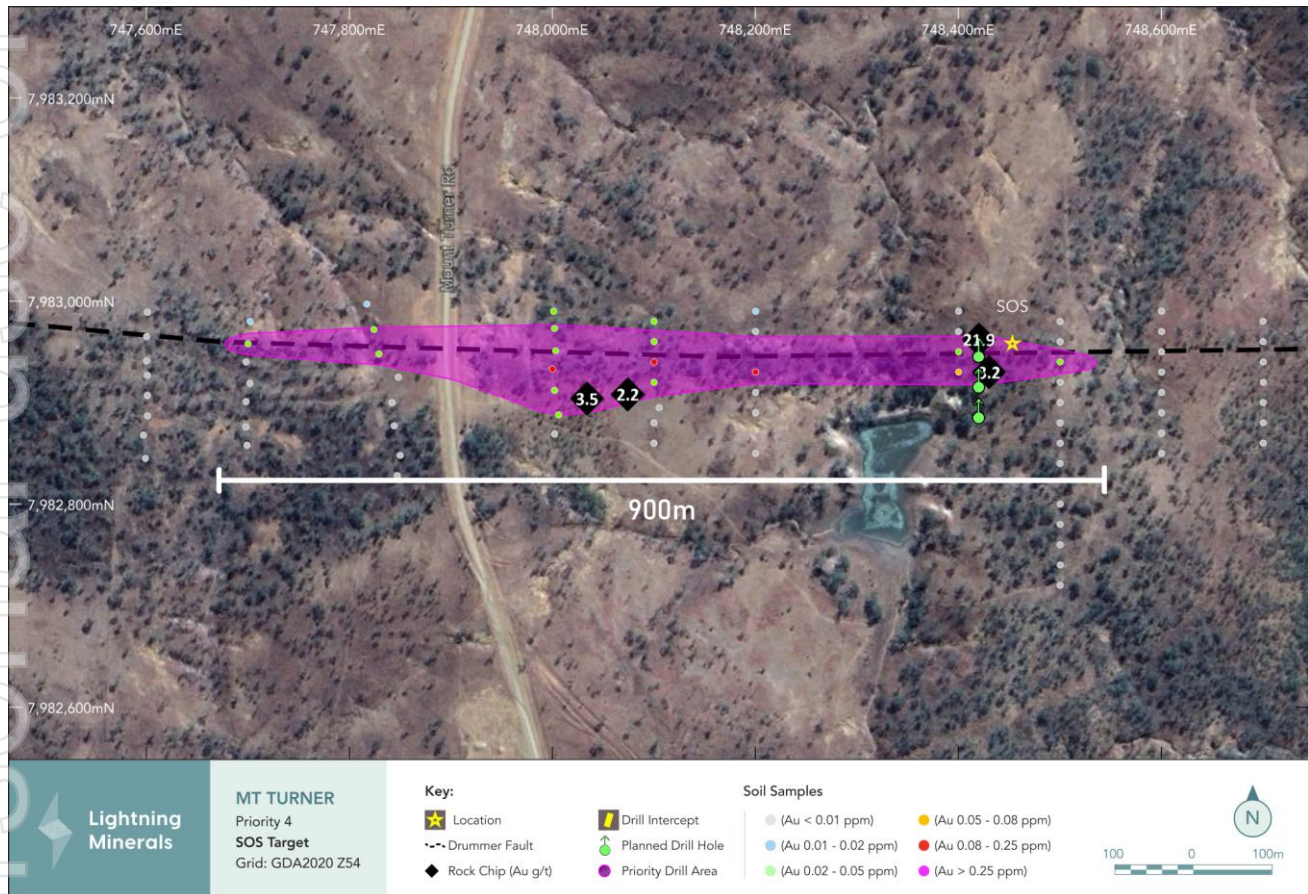 747,600mE 747,800mE 748,000mE 748,200mE 748,400mE 748,600mE
7,983,200mN
Mount Turner Rd
7,983,000mN
SOS
21.9
3.2
3.5 2.2
7,982,800mN
900m
7,982,600mN
Lightning
Minerals
MT TURNER
Priority 4
SOS Target
Grid: GDA2020 Z54
Key:
Location
Drummer Fault
Rock Chip (Au g/t)
Drill Intercept
Planned Drill Hole
Priority Drill Area
Soil Samples
(Au < 0.01 ppm)
(Au 0.01 - 0.02 ppm)
(Au 0.02 - 0.05 ppm)
(Au 0.05 - 0.08 ppm)
(Au 0.08 - 0.25 ppm)
(Au > 0.25 ppm)
N
100 0 100m